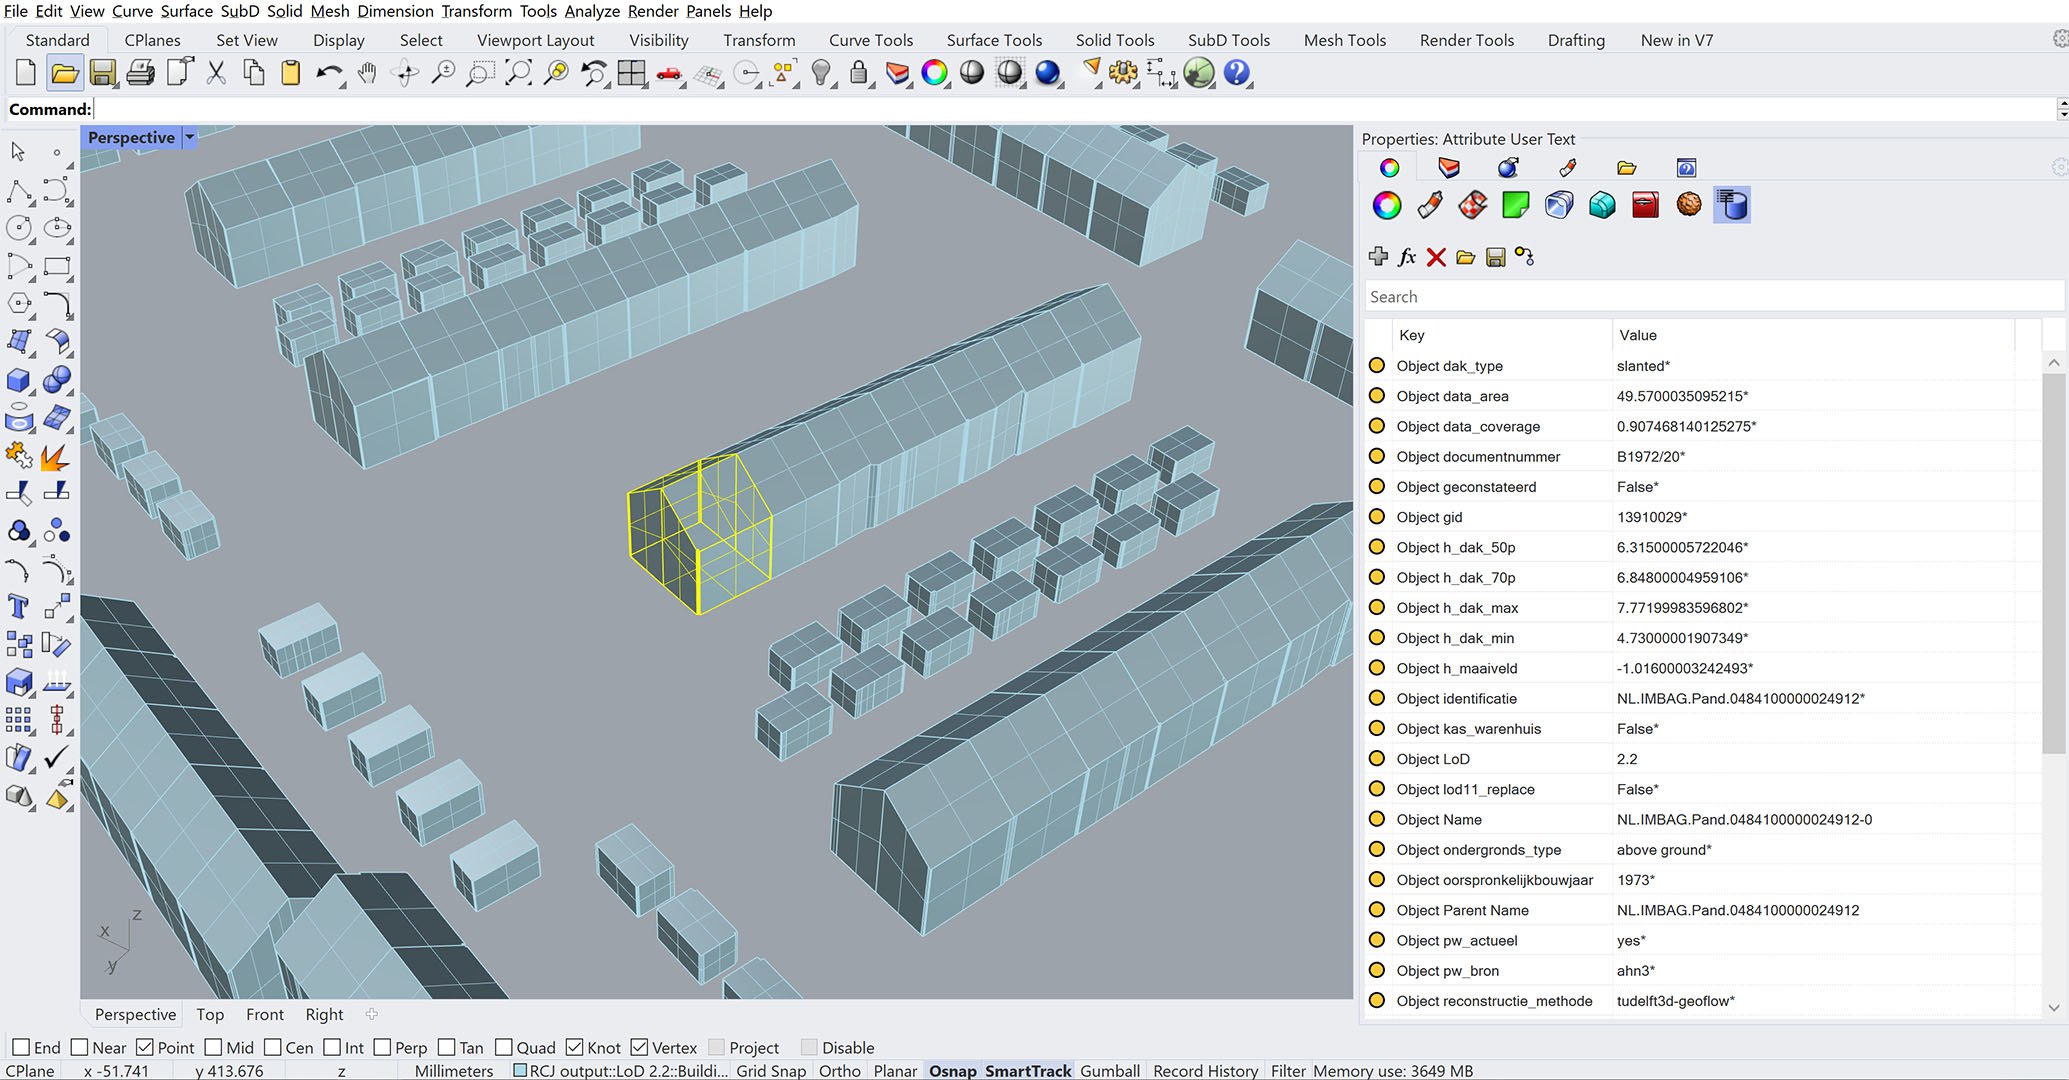 File Edit View Curve Surface SubD Solid Mesh Dimension Transform Tools Analyze Render Panels Help
Standard CPlanes Set View Display Select Viewport Layout Visibility Transform Curve Tools Surface Tools Solid Tools SubD Tools Mesh Tools Render Tools Drafting New in V7
Command:
Perspective
Properties: Attribute User Text
fx
Search
Key Value
Object dak_type slanted*
Object data_area 49.5700035095215*
Object data_coverage 0.907468140125275*
Object documentnummer B1972/20*
Object geconstateerd False*
Object gid 13910029*
Object h_dak_50p 6.31500005722046*
Object h_dak_70p 6.84800004959106*
Object h_dak_max 7.77199983596802*
Object h_dak_min 4.73000001907349*
Object h_maaiveld -1.01600003242493*
Object identificatie NL.IMBAG.Pand.0484100000024912*
Object kas_warenhuis False*
Object LoD 2.2
Object lod11_replace False*
Object Name NL.IMBAG.Pand.0484100000024912-0
Object ondergronds_type above ground*
Object oorspronkelijkbouwjaar 1973*
Object Parent Name NL.IMBAG.Pand.0484100000024912
Object pw_actueel yes*
Object pw_bron ahn3*
Object reconstructie_methode tudelft3d-geoflow*
z
x
y
Perspective Top Front Right
End Near Point Mid Cen Int Perp Tan Quad Knot Vertex Project Disable
CPlane x -51.741 y 413.676 z Millimeters RCJ output::LoD 2.2::Buildi... Grid Snap Ortho Planar Osnap SmartTrack Gumball Record History Filter Memory use: 3649 MB